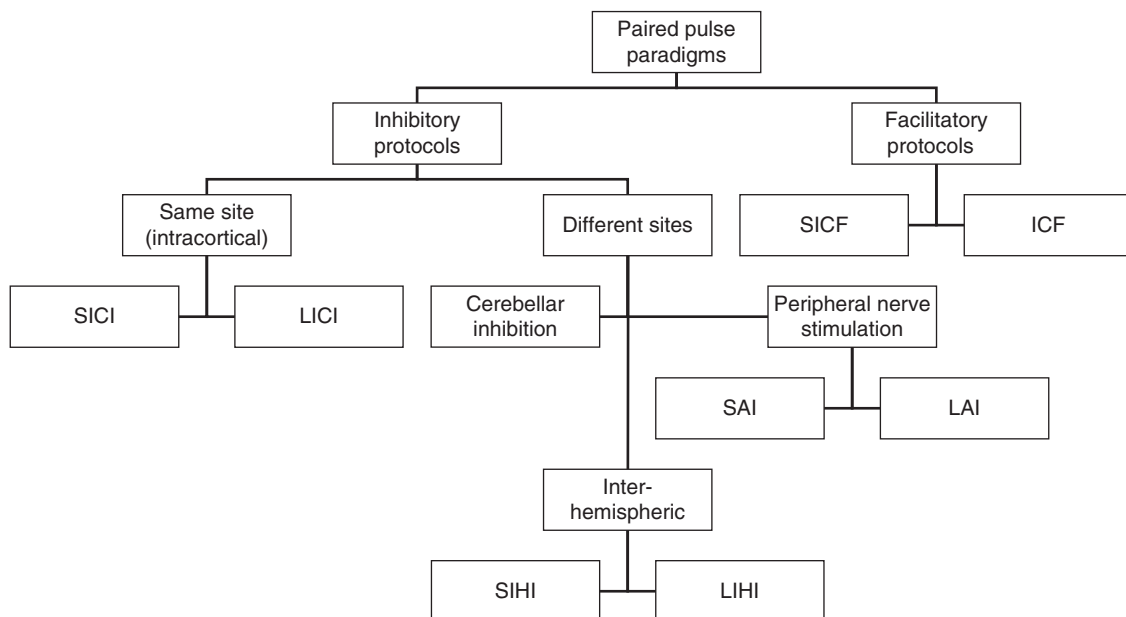 Paired pulse
paradigms
Inhibitory
protocols
Facilitatory
protocols
Same site
(intracortical)
Different sites
SICF
ICF
SICI
LICI
Cerebellar
inhibition
Peripheral nerve
stimulation
SAI
LAI
Inter-
hemispheric
SIHI
LIHI